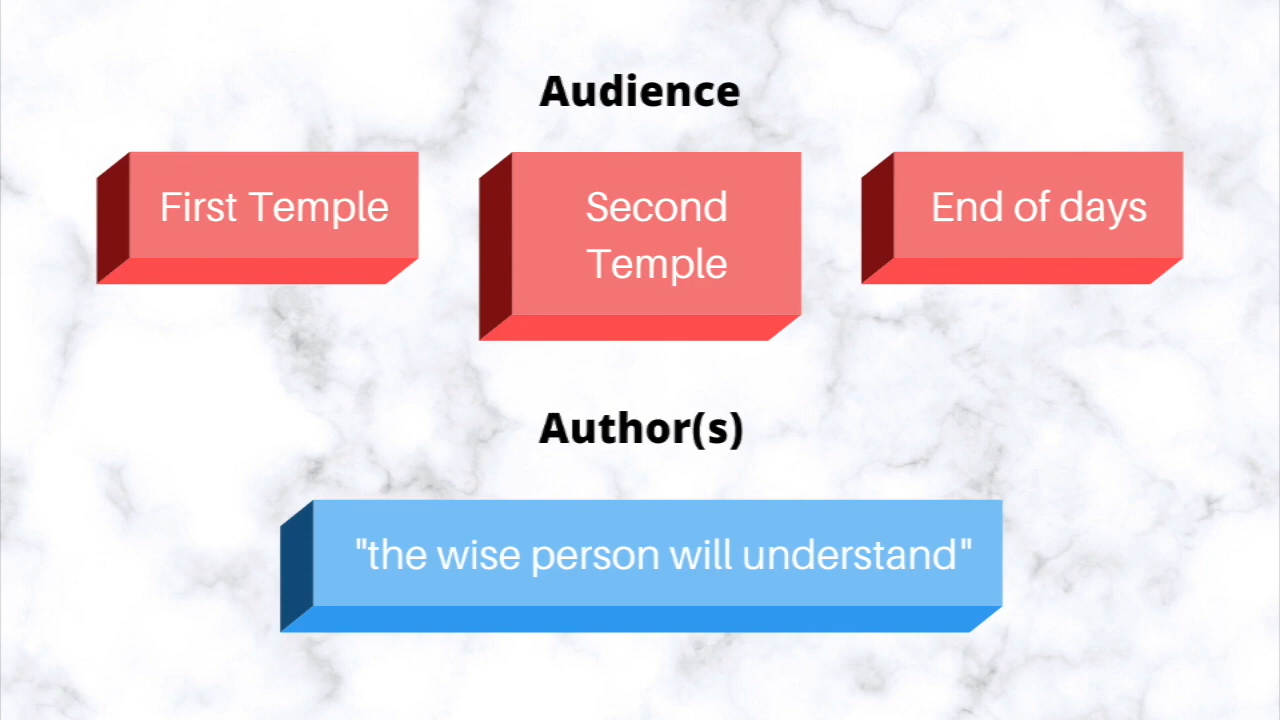 Audience
First Temple
Second
Temple
End of days
Author(s)
"the wise person will understand"